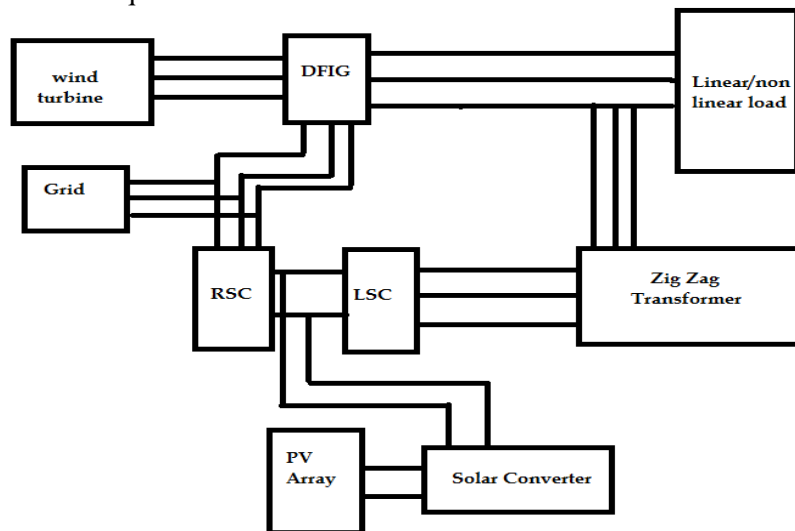 wind
turbine
DFIG
Linear/non
linear load
Grid
RSC
LSC
Zig Zag
Transformer
PV
Array
Solar Converter